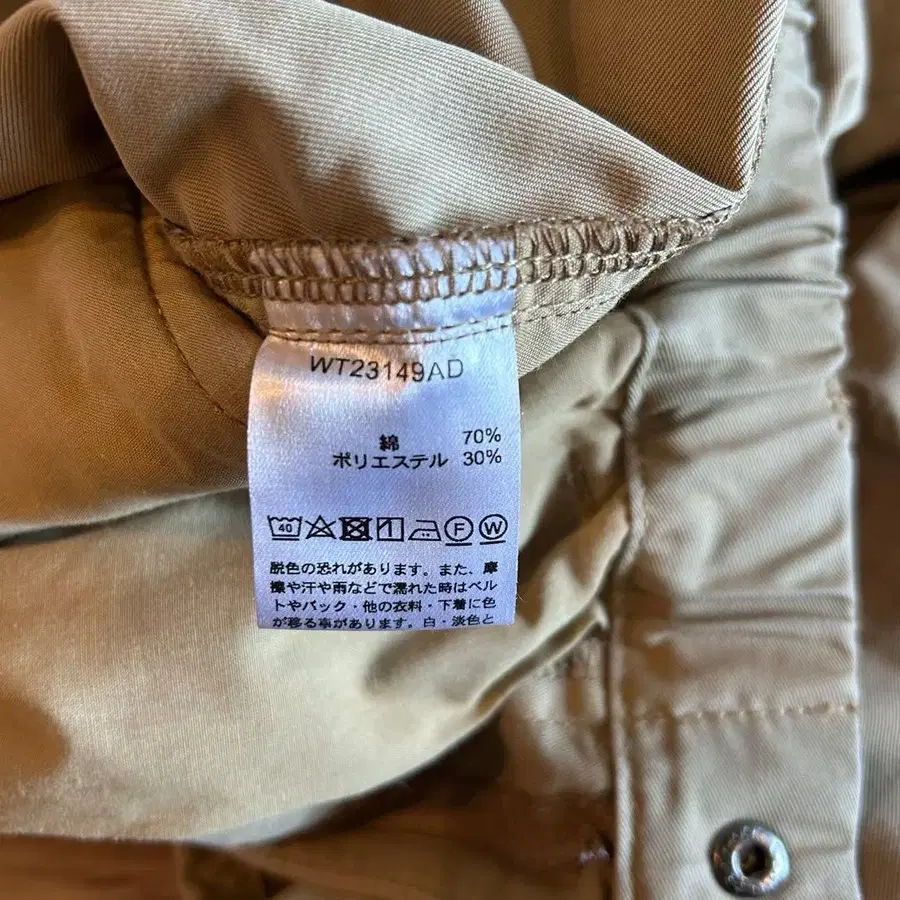 WT23149AD
綿 70%
ポリエステル 30%
40 F W
脱色の恐れがあります。また、摩
擦や汗や雨などで濡れた時はベル
トやバック・他の衣料・下着に色
が移る事があります。白・淡色と